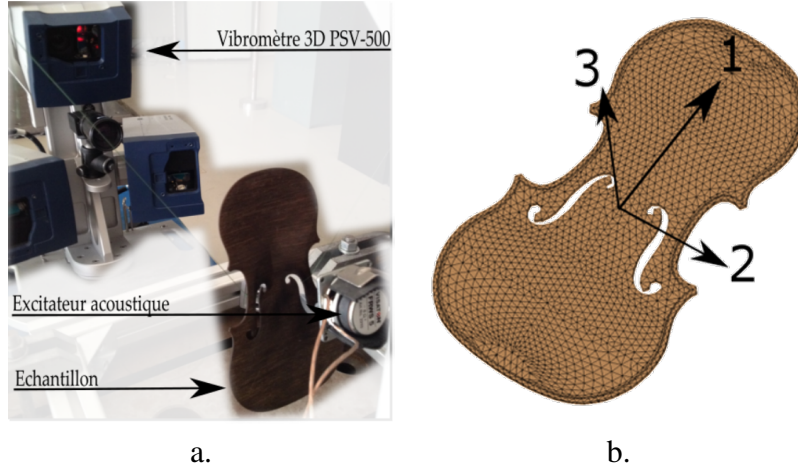 Vibromètre 3D PSV-500
Excitateur acoustique
Echantillon
3
1
2
a.
b.